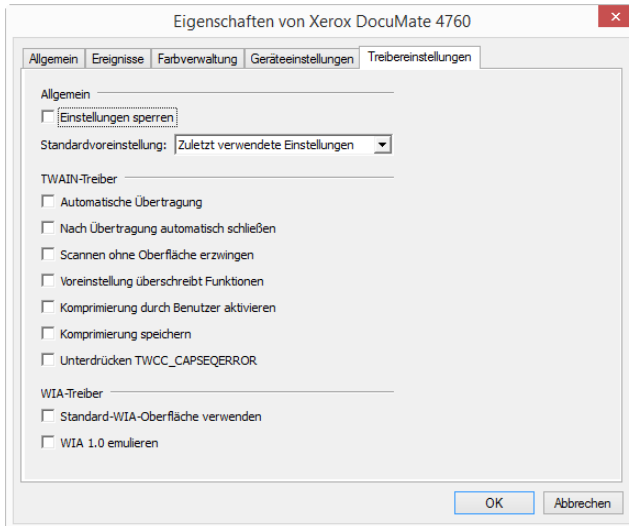 Eigenschaften von Xerox DocuMate 4760
Allgemein Ereignisse Farbverwaltung Geräteeinstellungen Treibereinstellungen
Allgemein
Einstellungen sperren
Standardvoreinstellung: Zuletzt verwendete Einstellungen
TWAIN-Treiber
Automatische Übertragung
Nach Übertragung automatisch schließen
Scannen ohne Oberfläche erzwingen
Voreinstellung überschreibt Funktionen
Komprimierung durch Benutzer aktivieren
Komprimierung speichern
Unterdrücken TWCC_CAPSEQERROR
WIA-Treiber
Standard-WIA-Oberfläche verwenden
WIA 1.0 emulieren
OK Abbrechen